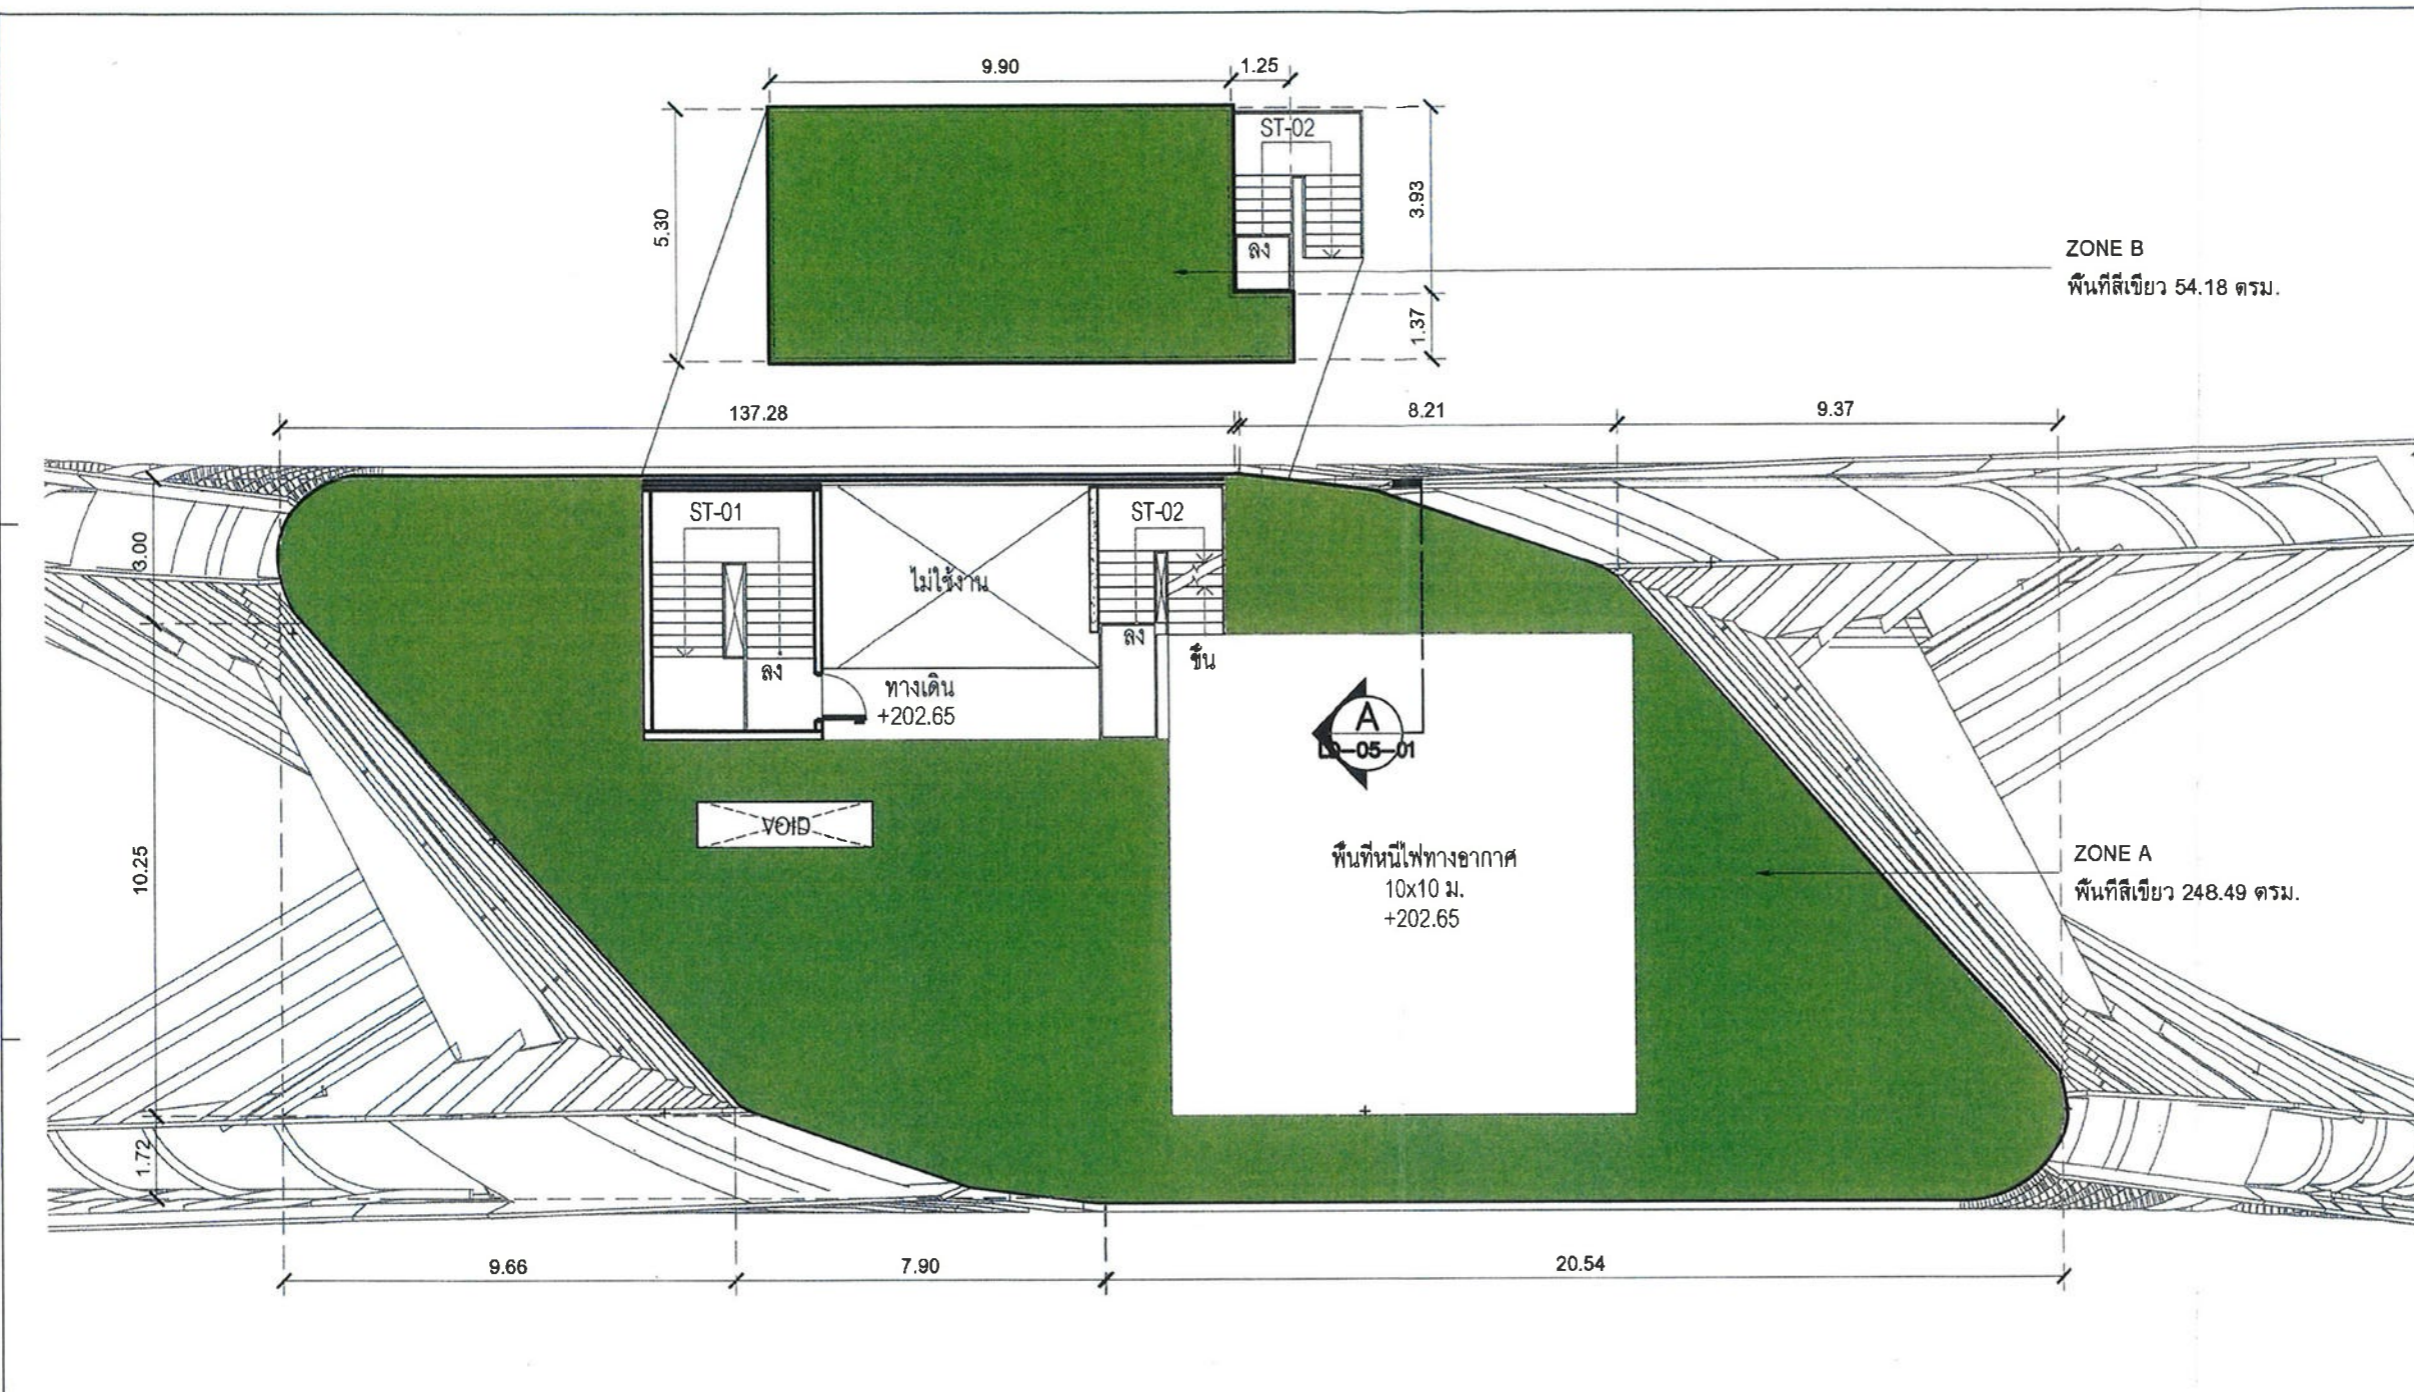 9.90
1.25
ST-02
5.30
3.93
ลง
ZONE B
พื้นที่สีเขียว 54.18 ตรม.
1.37
137.28
8.21
9.37
ST-01
ST-02
3.00
ไม่ใช้งาน
ลง
ขึ้น
ลง
ทางเดิน
+202.65
A
LD-05-01
VOID
10.25
พื้นที่หนีไฟทางอากาศ
10x10 ม.
+202.65
ZONE A
พื้นที่สีเขียว 248.49 ตรม.
1.72
9.66
7.90
20.54